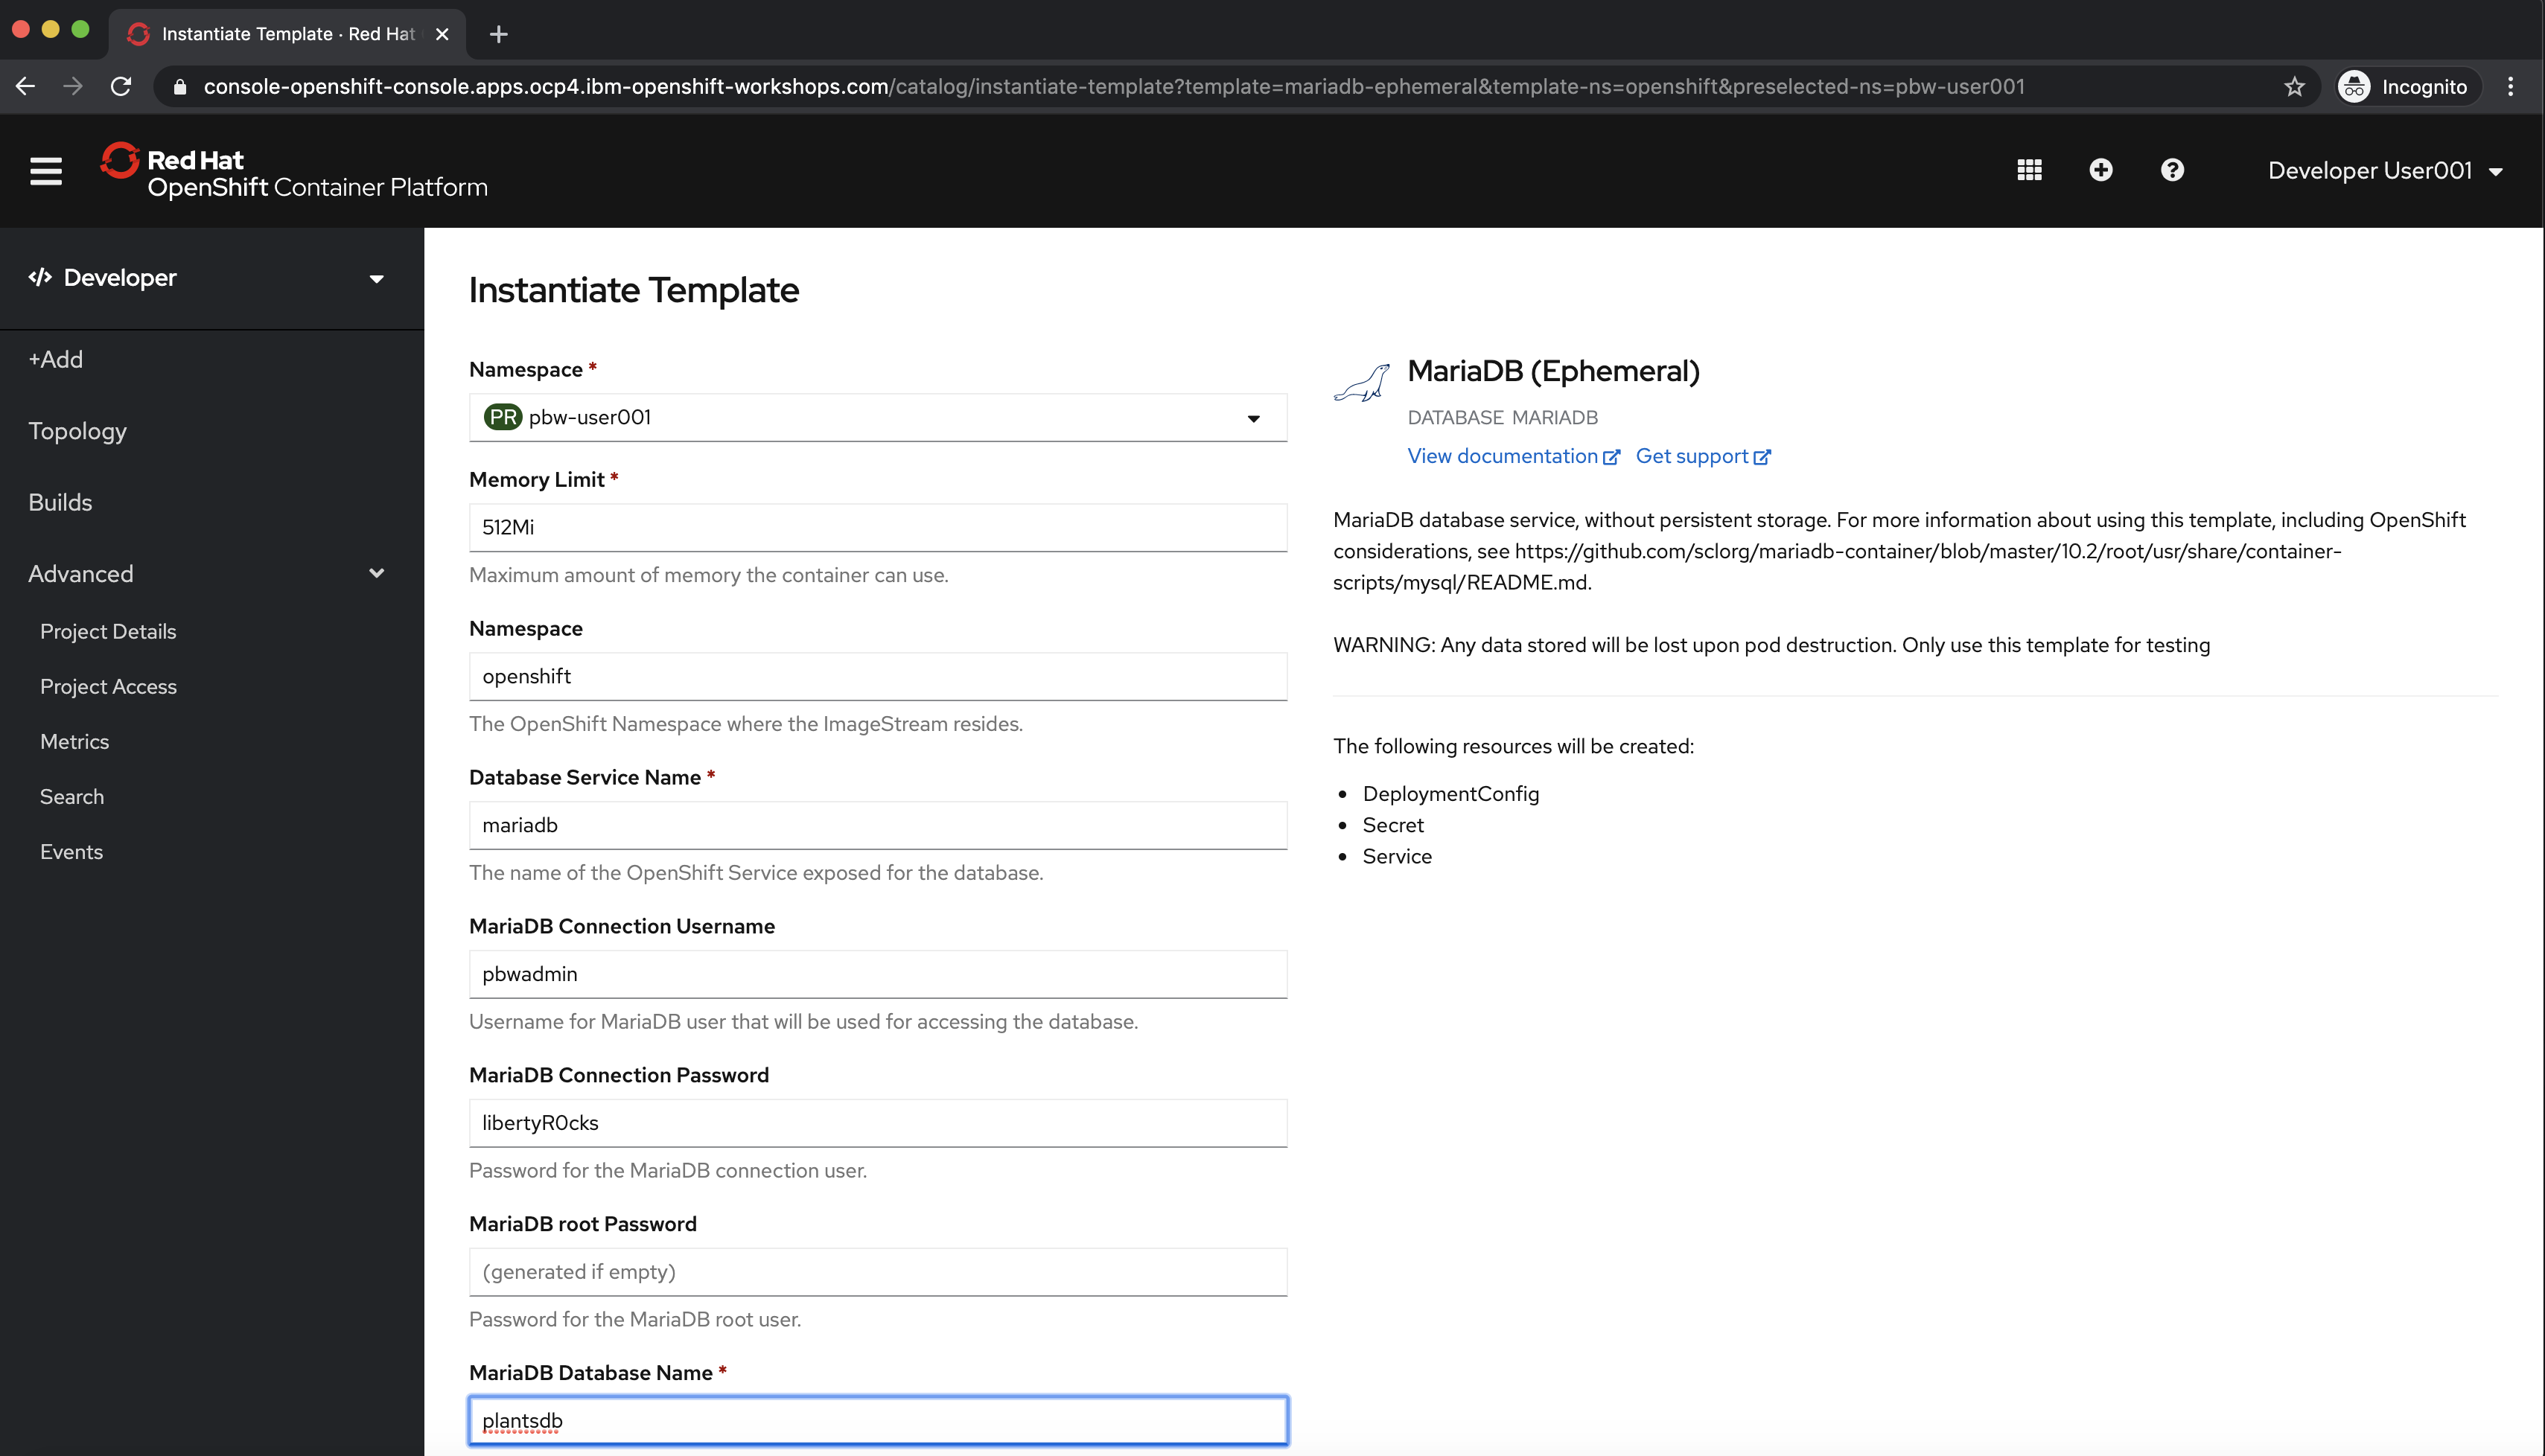 Instantiate Template · Red Hat
console-openshift-console.apps.ocp4.ibm-openshift-workshops.com/catalog/instantiate-template?template=mariadb-ephemeral&template-ns=openshift&preselected-ns=pbw-user001
Incognito
Red Hat
OpenShift Container Platform
Developer User001
Developer
+Add
Topology
Builds
Advanced
Project Details
Project Access
Metrics
Search
Events
Instantiate Template
Namespace *
PR pbw-user001
Memory Limit *
512Mi
Maximum amount of memory the container can use.
Namespace
openshift
The OpenShift Namespace where the ImageStream resides.
Database Service Name *
mariadb
The name of the OpenShift Service exposed for the database.
MariaDB Connection Username
pbwadmin
Username for MariaDB user that will be used for accessing the database.
MariaDB Connection Password
libertyR0cks
Password for the MariaDB connection user.
MariaDB root Password
(generated if empty)
Password for the MariaDB root user.
MariaDB Database Name *
plantsdb
MariaDB (Ephemeral)
DATABASE MARIADB
View documentation Get support
MariaDB database service, without persistent storage. For more information about using this template, including OpenShift
considerations, see https://github.com/sclorg/mariadb-container/blob/master/10.2/root/usr/share/container-
scripts/mysql/README.md.
WARNING: Any data stored will be lost upon pod destruction. Only use this template for testing
The following resources will be created:
• DeploymentConfig
• Secret
• Service